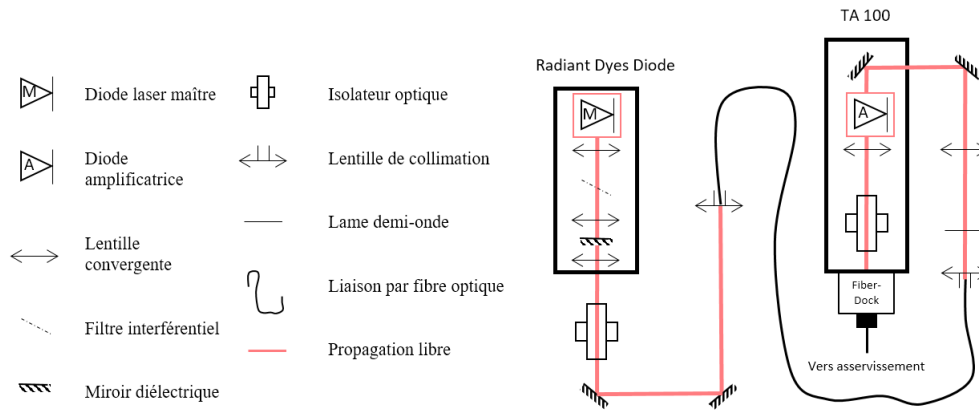 M
Diode laser maître
A
Diode
amplificatrice
Lentille
convergente
Filtre interférentiel
Miroir diélectrique
Isolateur optique
Lentille de collimation
Lame demi-onde
Liaison par fibre optique
Propagation libre
Radiant Dyes Diode
M
TA 100
A
Fiber-
Dock
Vers asservissement